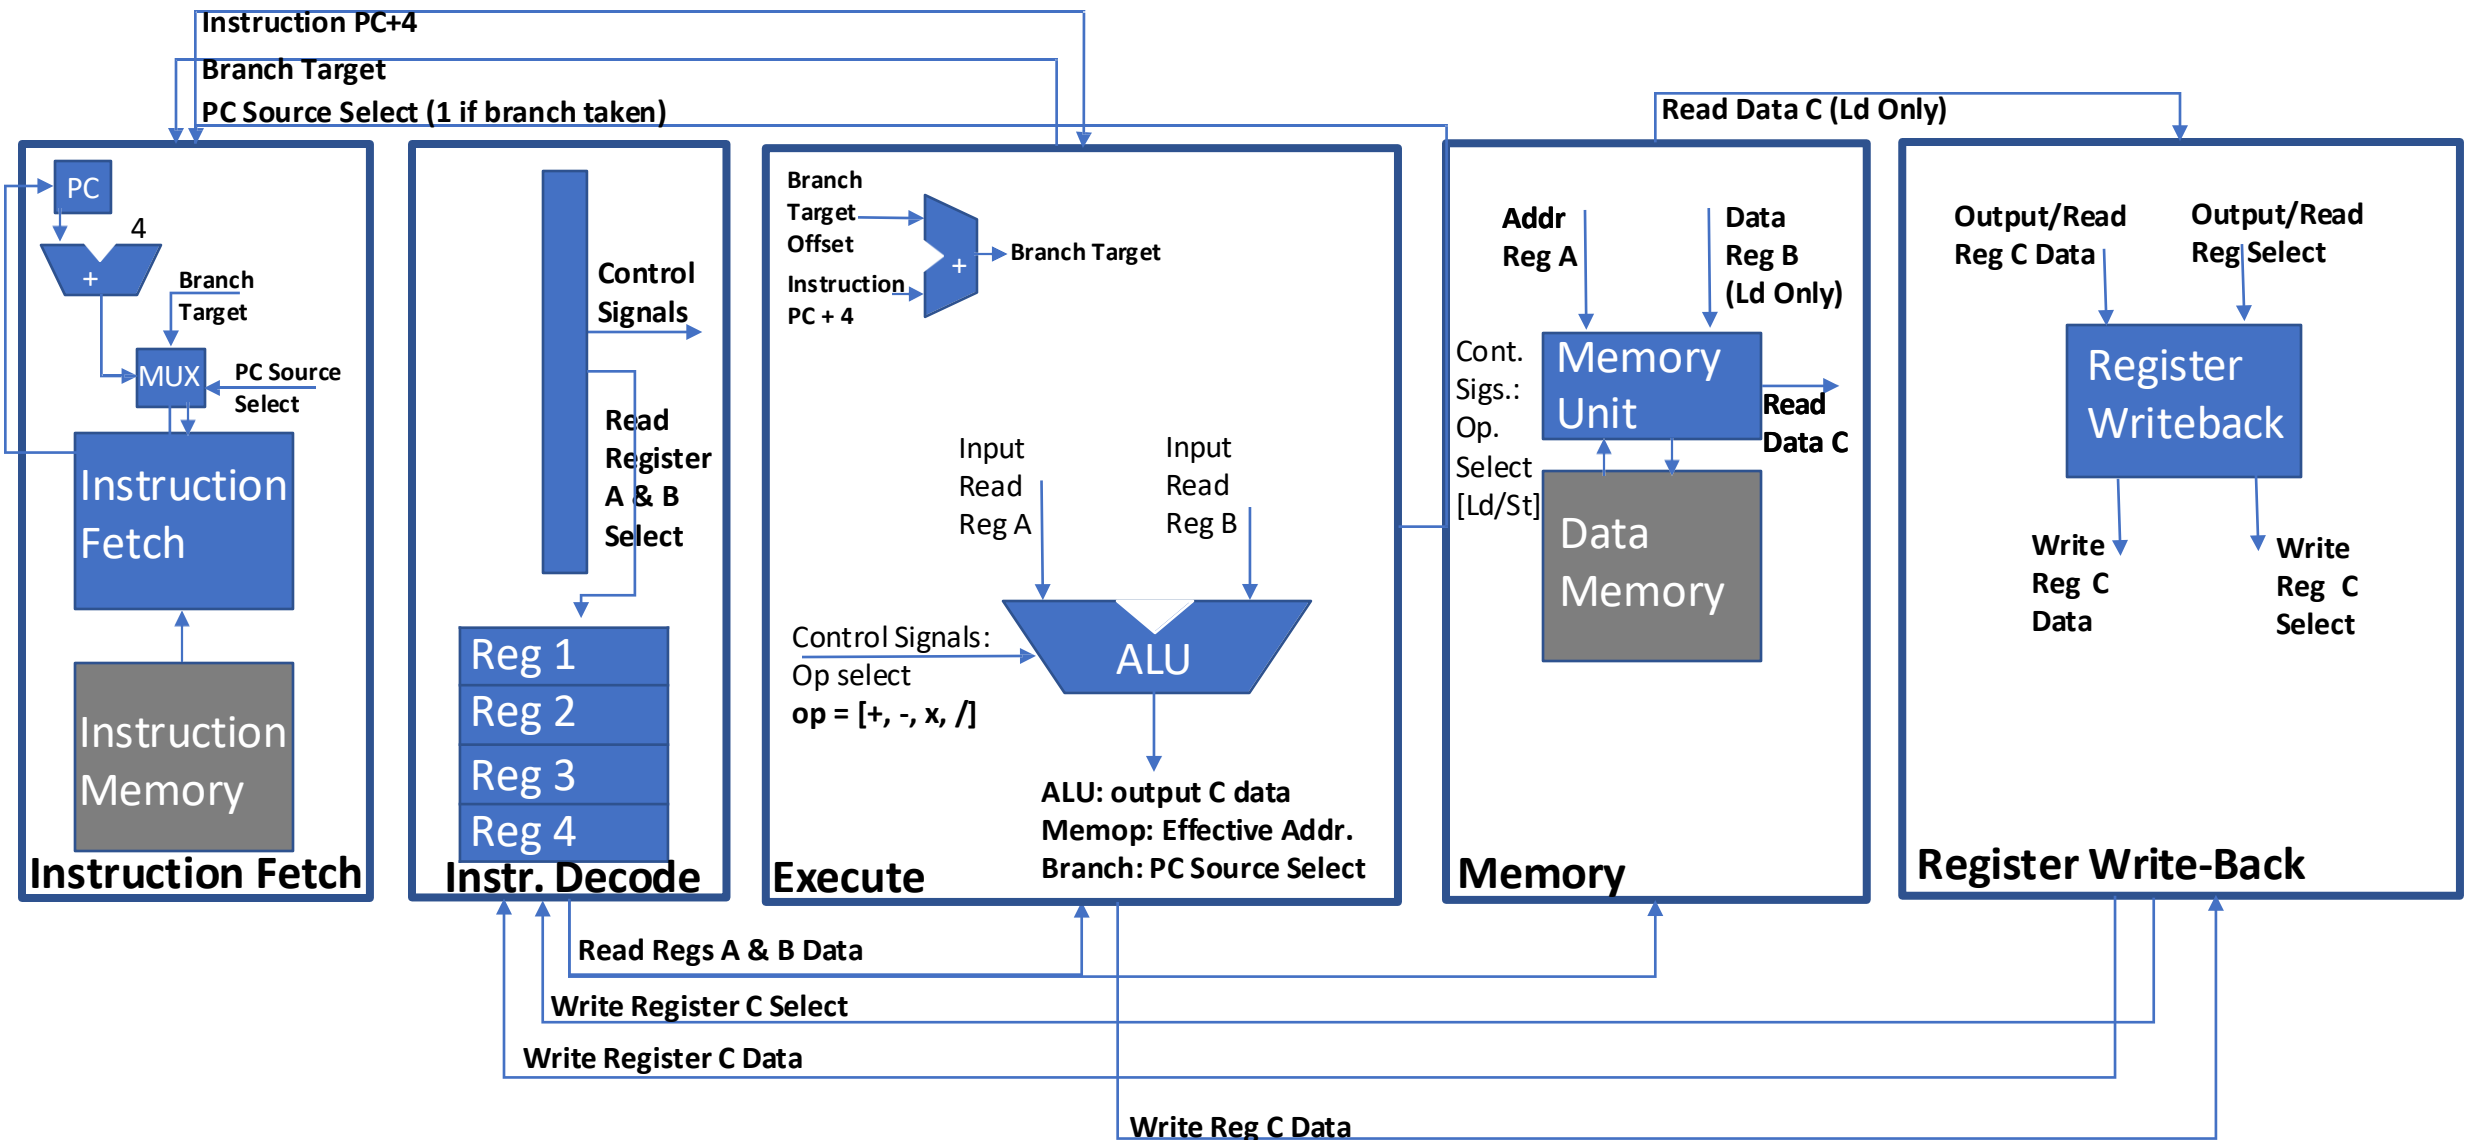 Instruction PC+4
Branch Target
PC Source Select (1 if branch taken)
Read Data C (Ld Only)
PC
4
+
Branch
Target
MUX
PC Source
Select
Instruction
Fetch
Instruction
Memory
Instruction Fetch
Control
Signals
Read
Register
A & B
Select
Reg 1
Reg 2
Reg 3
Reg 4
Instr. Decode
Branch
Target
Offset
Instruction
PC + 4
+
Branch Target
Input
Read
Reg A
Input
Read
Reg B
Control Signals:
Op select
op = [+, -, x, /]
ALU
ALU: output C data
Memop: Effective Addr.
Branch: PC Source Select
Execute
Addr
Reg A
Data
Reg B
(Ld Only)
Cont.
Sigs.:
Op.
Select
[Ld/St]
Memory
Unit
Read
Data C
Data
Memory
Memory
Output/Read
Reg C Data
Output/Read
Reg Select
Register
Writeback
Write
Reg C
Data
Write
Reg C
Select
Register Write-Back
Read Regs A & B Data
Write Register C Select
Write Register C Data
Write Reg C Data